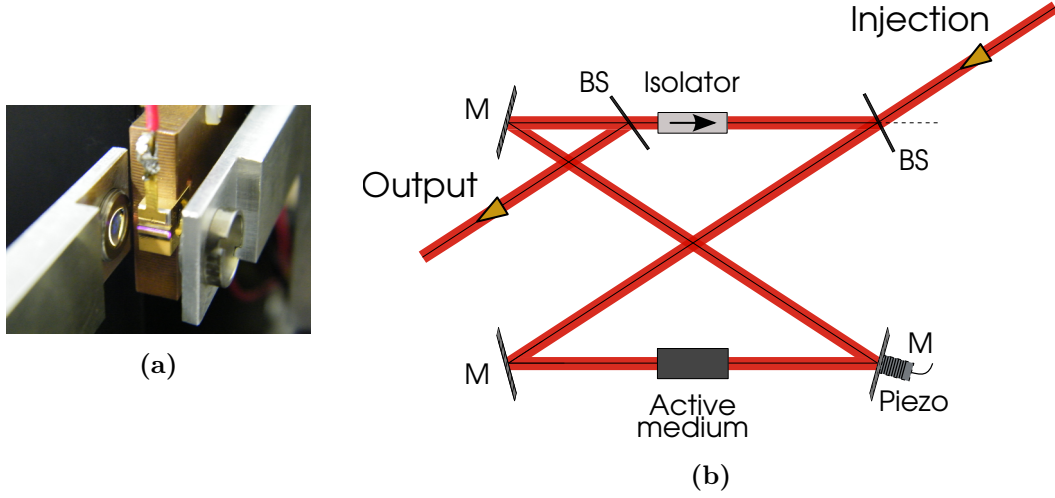 Injection
BS
Isolator
M
BS
Output
M
M
Active
medium
Piezo
(a)
(b)